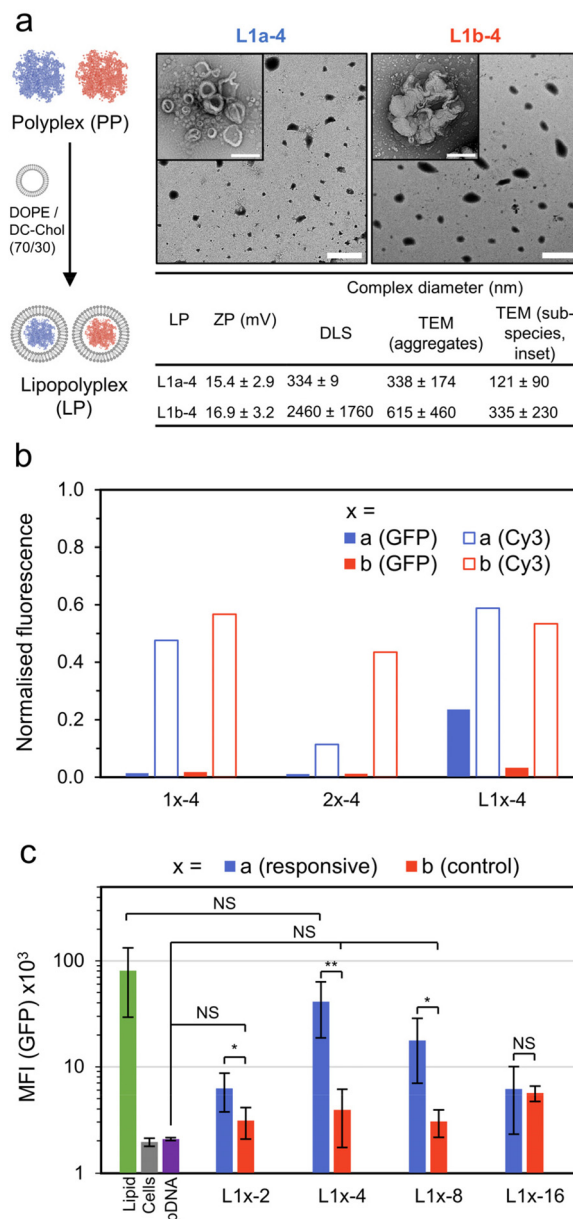 a
L1a-4
L1b-4
Polyplex (PP)
DOPE /
DC-Chol
(70/30)
Lipopolyplex
(LP)
Complex diameter (nm)
LP ZP (mV) DLS TEM (aggregates) TEM (sub-species, inset)
L1a-4 15.4 ± 2.9 334 ± 9 338 ± 174 121 ± 90
L1b-4 16.9 ± 3.2 2460 ± 1760 615 ± 460 335 ± 230
b
x =
a (GFP) a (Cy3)
b (GFP) b (Cy3)
Normalised fluorescence
1.0
0.8
0.6
0.4
0.2
0.0
1x-4 2x-4 L1x-4
c
x = a (responsive) b (control)
MFI (GFP) x10³
100
10
1
NS
NS
NS
*
**
*
NS
Lipid
Cells
pDNA
L1x-2 L1x-4 L1x-8 L1x-16